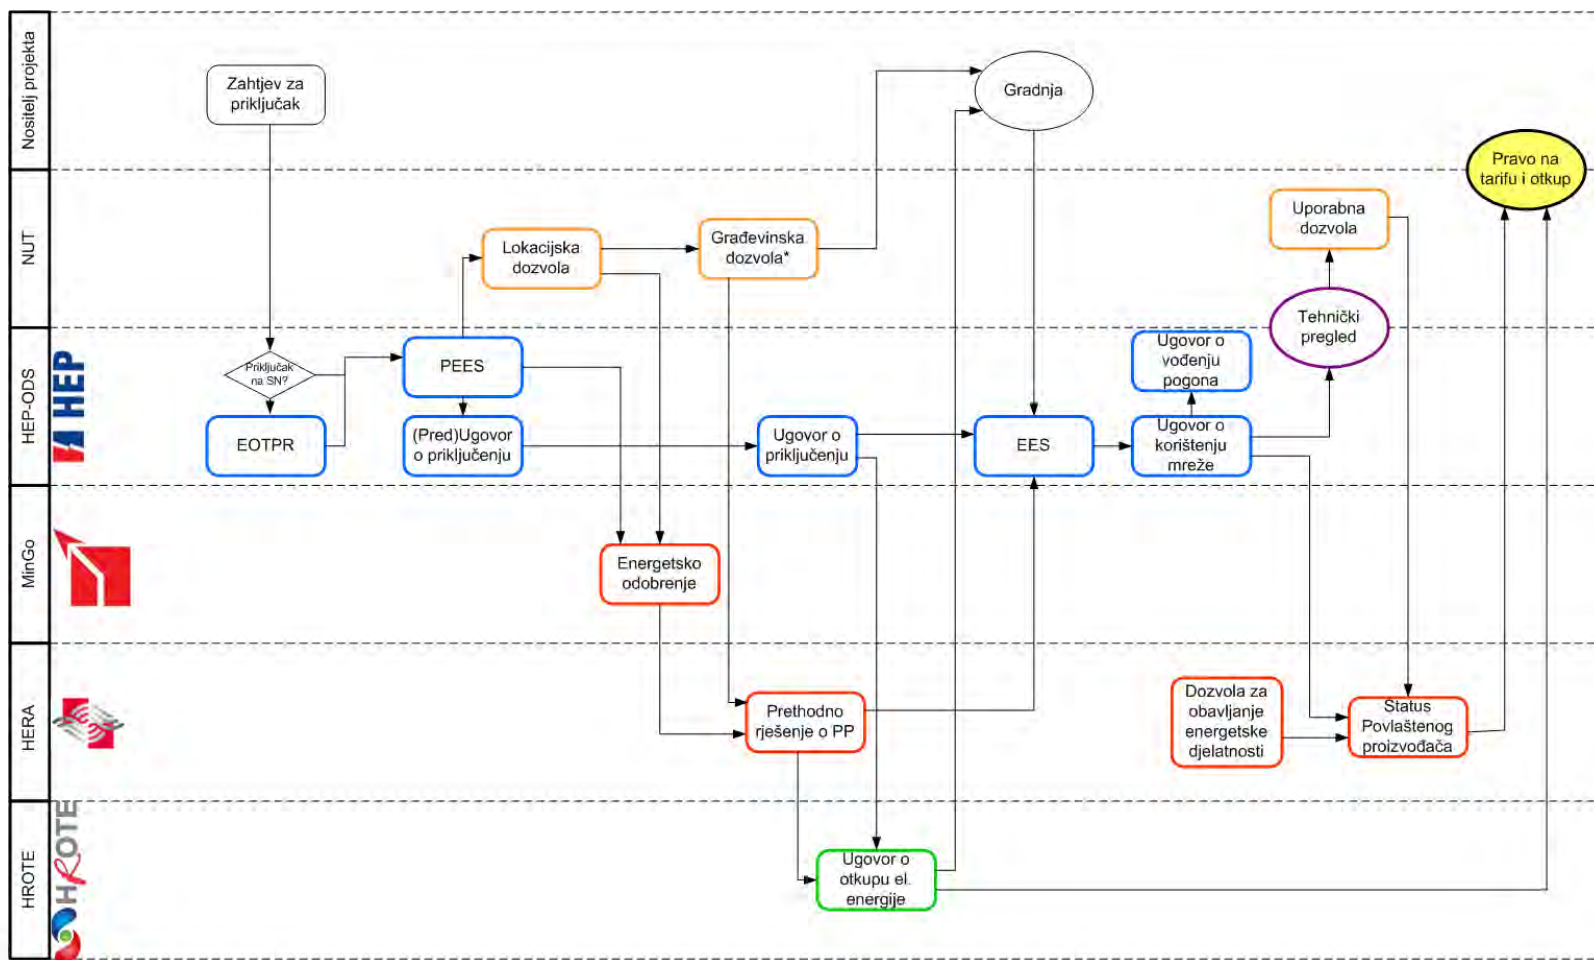 Nositelj projekta
Zahtjev za
priključak
Gradnja
Pravo na
tarifu i otkup
NUT
Lokacijska
dozvola
Građevinska
dozvola*
Uporabna
dozvola
Tehnički
pregled
HEP-ODS
HEP
Priključak
na SN?
EOTPR
PEES
(Pred)Ugovor
o priključenju
Ugovor o
priključenju
EES
Ugovor o
vođenju
pogona
Ugovor o
korištenju
mreže
MinGo
Energetsko
odobrenje
HERA
Prethodno
rješenje o PP
Dozvola za
obavljanje
energetske
djelatnosti
Status
Povlaštenog
proizvođača
HROTE
HROTE
Ugovor o
otkupu el.
energije